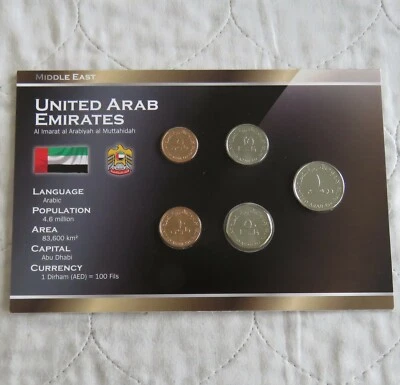 MIDDLE EAST
UNITED ARAB
EMIRATES
Al Imarat al Arabiyah al Muttahidah
LANGUAGE
Arabic
POPULATION
4.6 million
AREA
83,600 km²
CAPITAL
Abu Dhabi
CURRENCY
1 Dirham (AED) = 100 Fils